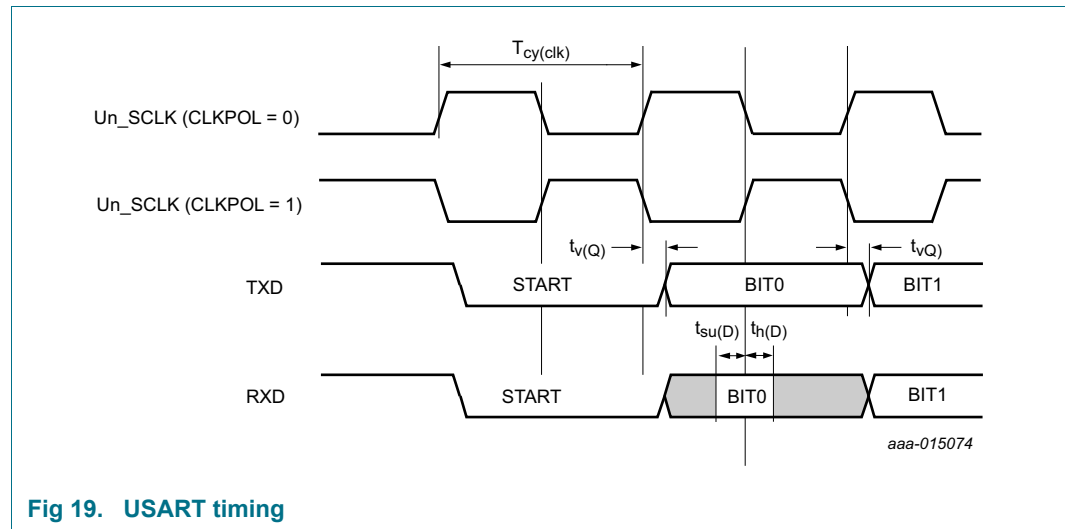 Tcy(clk)
Un_SCLK (CLKPOL = 0)
Un_SCLK (CLKPOL = 1)
tv(Q)
tvQ)
TXD
START
BIT0
BIT1
tsu(D)
th(D)
RXD
START
BIT0
BIT1
aaa-015074
Fig 19. USART timing